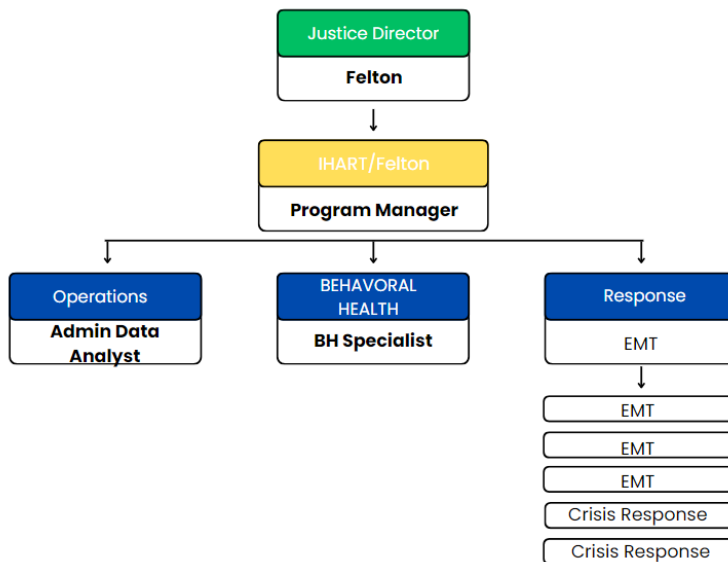 Justice Director
Felton
IHART/Felton
Program Manager
Operations
Admin Data
Analyst
BEHAVORAL
HEALTH
BH Specialist
Response
EMT
EMT
EMT
EMT
Crisis Response
Crisis Response